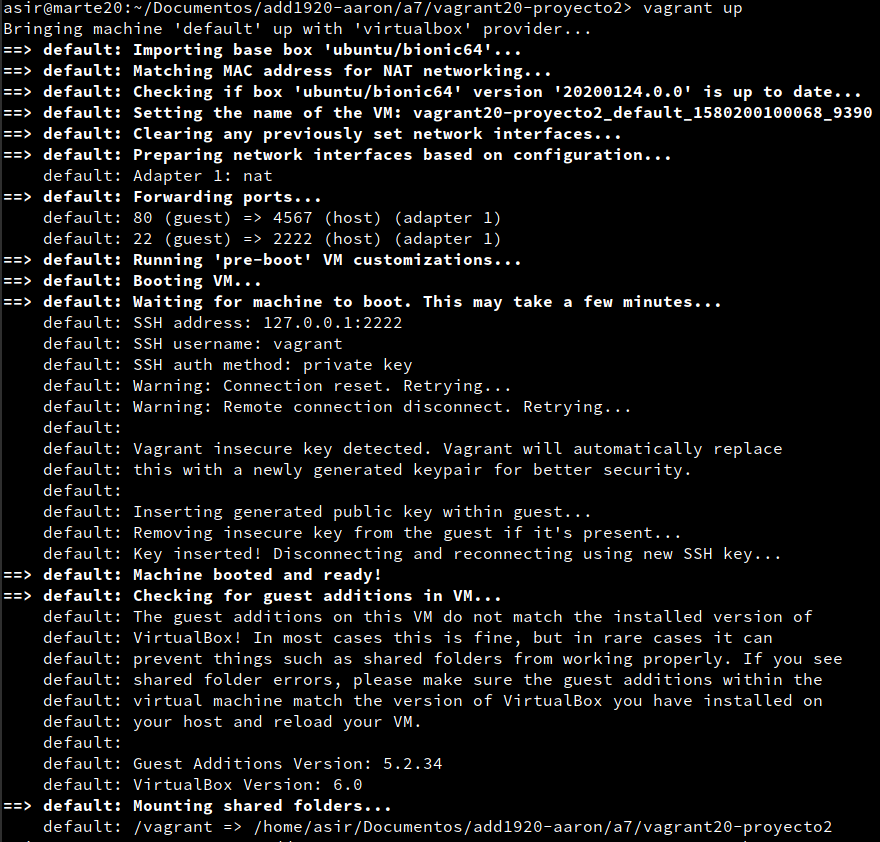 asir@marte20:~/Documentos/add1920-aaron/a7/vagrant20-proyecto2> vagrant up
Bringing machine 'default' up with 'virtualbox' provider...
==> default: Importing base box 'ubuntu/bionic64'...
==> default: Matching MAC address for NAT networking...
==> default: Checking if box 'ubuntu/bionic64' version '20200124.0.0' is up to date...
==> default: Setting the name of the VM: vagrant20-proyecto2_default_1580200100068_9390
==> default: Clearing any previously set network interfaces...
==> default: Preparing network interfaces based on configuration...
    default: Adapter 1: nat
==> default: Forwarding ports...
    default: 80 (guest) => 4567 (host) (adapter 1)
    default: 22 (guest) => 2222 (host) (adapter 1)
==> default: Running 'pre-boot' VM customizations...
==> default: Booting VM...
==> default: Waiting for machine to boot. This may take a few minutes...
    default: SSH address: 127.0.0.1:2222
    default: SSH username: vagrant
    default: SSH auth method: private key
    default: Warning: Connection reset. Retrying...
    default: Warning: Remote connection disconnect. Retrying...
    default:
    default: Vagrant insecure key detected. Vagrant will automatically replace
    default: this with a newly generated keypair for better security.
    default:
    default: Inserting generated public key within guest...
    default: Removing insecure key from the guest if it's present...
    default: Key inserted! Disconnecting and reconnecting using new SSH key...
==> default: Machine booted and ready!
==> default: Checking for guest additions in VM...
    default: The guest additions on this VM do not match the installed version of
    default: VirtualBox! In most cases this is fine, but in rare cases it can
    default: prevent things such as shared folders from working properly. If you see
    default: shared folder errors, please make sure the guest additions within the
    default: virtual machine match the version of VirtualBox you have installed on
    default: your host and reload your VM.
    default:
    default: Guest Additions Version: 5.2.34
    default: VirtualBox Version: 6.0
==> default: Mounting shared folders...
    default: /vagrant => /home/asir/Documentos/add1920-aaron/a7/vagrant20-proyecto2